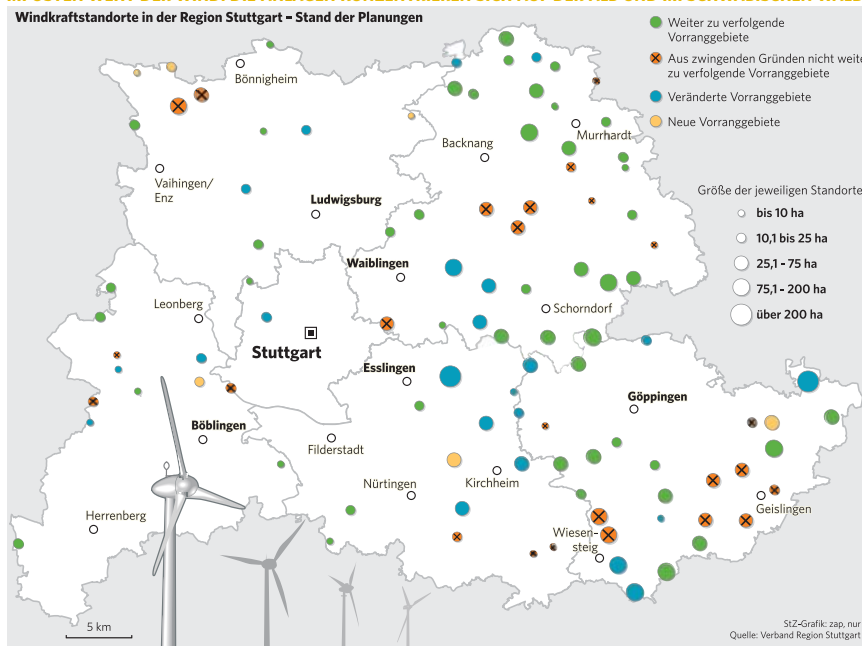 Windkraftstandorte in der Region Stuttgart – Stand der Planungen
Weiter zu verfolgende
Vorranggebiete
Aus zwingenden Gründen nicht weite
zu verfolgende Vorranggebiete
Veränderte Vorranggebiete
Neue Vorranggebiete
Bönnigheim
Murrhardt
Backnang
Vaihingen/
Enz
Ludwigsburg
Größe der jeweiligen Standorte
bis 10 ha
10,1 bis 25 ha
25,1 - 75 ha
75,1 - 200 ha
über 200 ha
Waiblingen
Leonberg
Schorndorf
Stuttgart
Esslingen
Göppingen
Böblingen
Filderstadt
Nürtingen
Kirchheim
Geislingen
Herrenberg
Wiesen-
steig
5 km
StZ-Grafik: zap, nur
Quelle: Verband Region Stuttgart